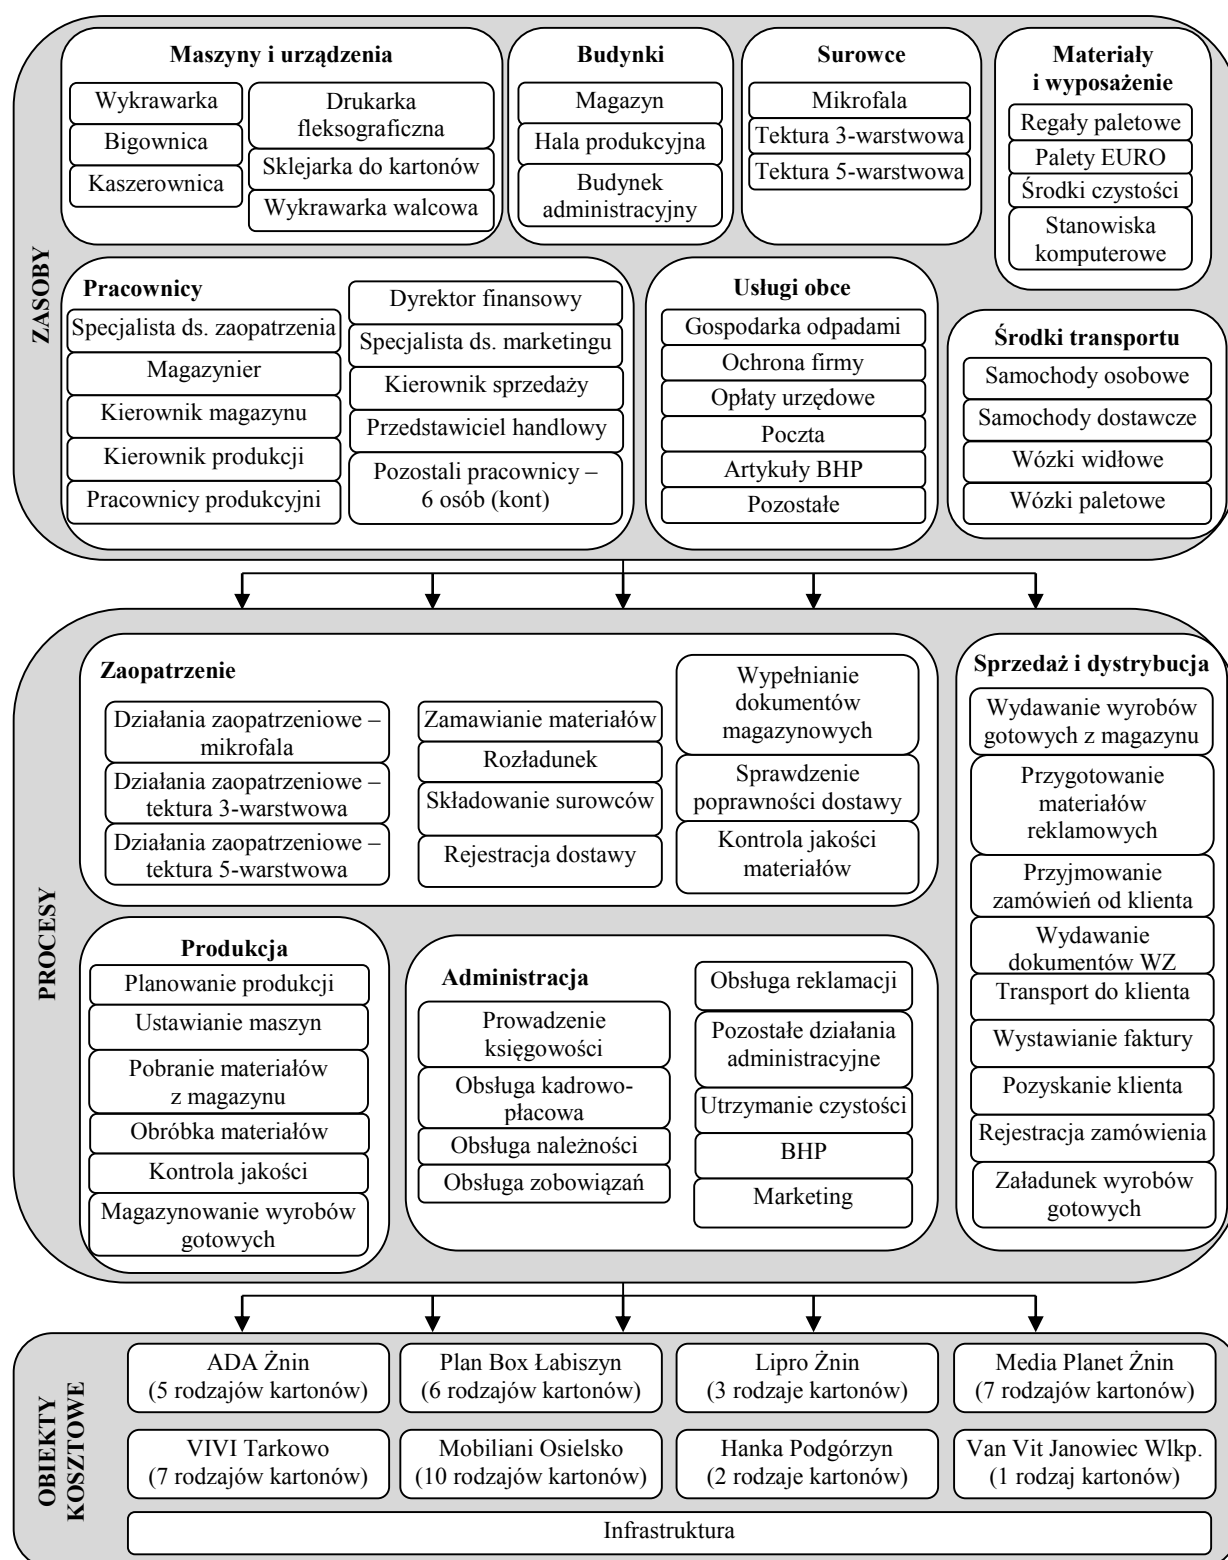 ZASOBY
Maszyny i urządzenia
Wykrawarka
Bigownica
Kaszerownica
Drukarka
fleksograficzna
Sklejarka do kartonów
Wykrawarka walcowa
Budynki
Magazyn
Hala produkcyjna
Budynek
administracyjny
Surowce
Mikrofala
Tektura 3-warstwowa
Tektura 5-warstwowa
Materiały
i wyposażenie
Regały paletowe
Palety EURO
Środki czystości
Stanowiska
komputerowe
Pracownicy
Specjalista ds. zaopatrzenia
Magazynier
Kierownik magazynu
Kierownik produkcji
Pracownicy produkcyjni
Dyrektor finansowy
Specjalista ds. marketingu
Kierownik sprzedaży
Przedstawiciel handlowy
Pozostali pracownicy –
6 osób (kont)
Usługi obce
Gospodarka odpadami
Ochrona firmy
Opłaty urzędowe
Poczta
Artykuły BHP
Pozostałe
Środki transportu
Samochody osobowe
Samochody dostawcze
Wózki widłowe
Wózki paletowe
PROCESY
Zaopatrzenie
Działania zaopatrzeniowe –
mikrofala
Działania zaopatrzeniowe –
tektura 3-warstwowa
Działania zaopatrzeniowe –
tektura 5-warstwowa
Zamawianie materiałów
Rozładunek
Składowanie surowców
Rejestracja dostawy
Wypełnianie
dokumentów
magazynowych
Sprawdzenie
poprawności dostawy
Kontrola jakości
materiałów
Sprzedaż i dystrybucja
Wydawanie wyrobów
gotowych z magazynu
Przygotowanie
materiałów
reklamowych
Przyjmowanie
zamówień od klienta
Wydawanie
dokumentów WZ
Transport do klienta
Wystawianie faktury
Pozyskanie klienta
Rejestracja zamówienia
Załadunek wyrobów
gotowych
Produkcja
Planowanie produkcji
Ustawianie maszyn
Pobranie materiałów
z magazynu
Obróbka materiałów
Kontrola jakości
Magazynowanie wyrobów
gotowych
Administracja
Prowadzenie
księgowości
Obsługa kadrowo-
płacowa
Obsługa należności
Obsługa zobowiązań
Obsługa reklamacji
Pozostałe działania
administracyjne
Utrzymanie czystości
BHP
Marketing
OBIEKTY
KOSZTOWE
ADA Żnin
(5 rodzajów kartonów)
Plan Box Łabiszyn
(6 rodzajów kartonów)
Lipro Żnin
(3 rodzaje kartonów)
Media Planet Żnin
(7 rodzajów kartonów)
VIVI Tarkowo
(7 rodzajów kartonów)
Mobiliani Osielsko
(10 rodzajów kartonów)
Hanka Podgórzyn
(2 rodzaje kartonów)
Van Vit Janowiec Wlkp.
(1 rodzaj kartonów)
Infrastruktura